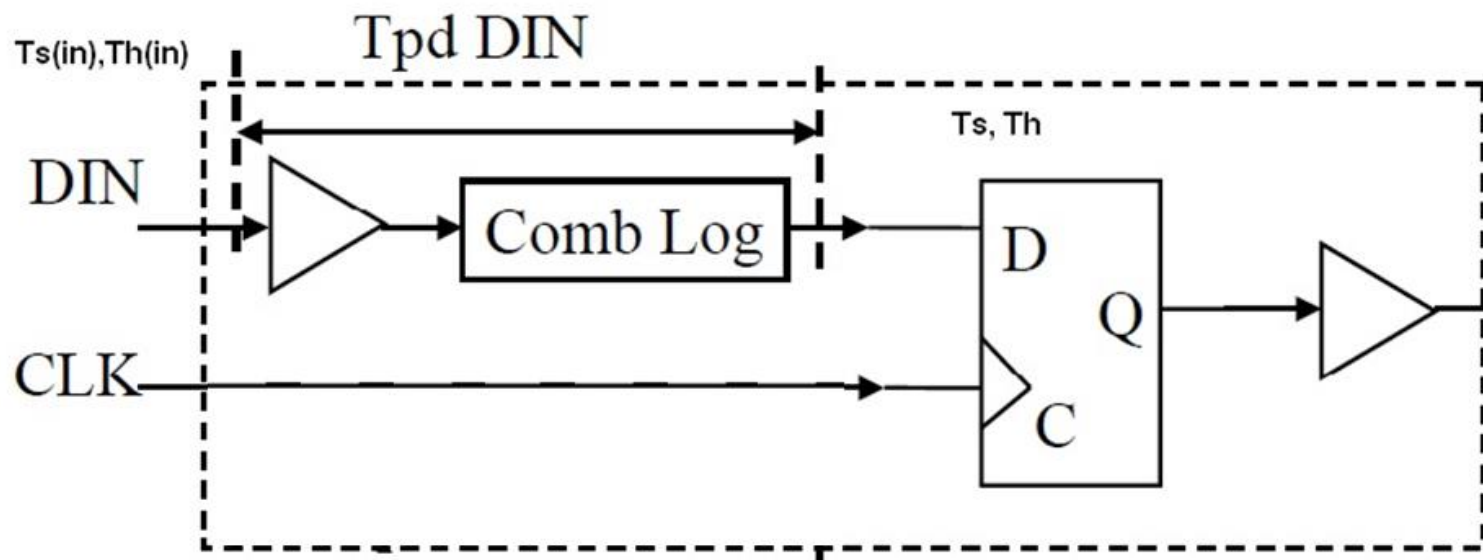 Ts(in),Th(in)
Tpd DIN
Ts, Th
DIN
Comb Log
D
Q
CLK
C